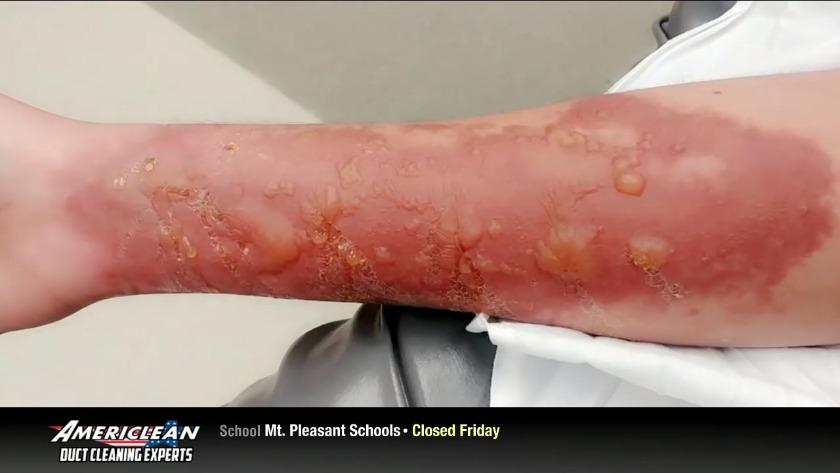 AMERICLEAN
DUCT CLEANING EXPERTS
School Mt. Pleasant Schools • Closed Friday